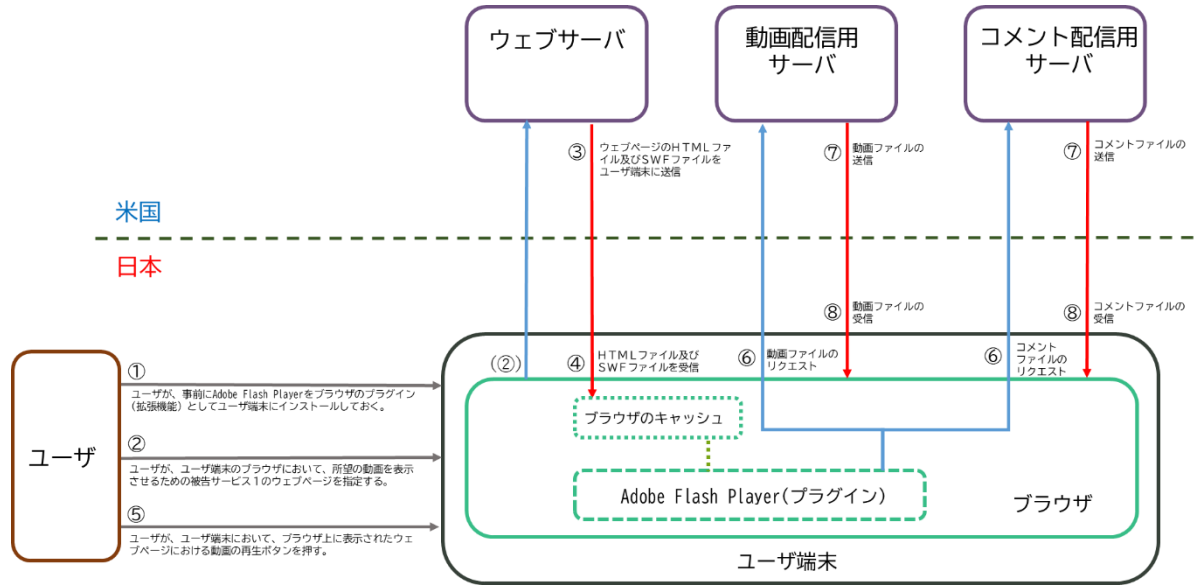 ウェブサーバ
動画配信用
サーバ
コメント配信用
サーバ
③
ウェブページのHTMLファ
イル及びSWFファイルを
ユーザ端末に送信
⑦
動画ファイルの
送信
⑦
コメントファイルの
送信
米国
日本
⑧
動画ファイルの
受信
⑧
コメントファイルの
受信
(②)
④
HTMLファイル及び
SWFファイルを受信
⑥
動画ファイルの
リクエスト
⑥
コメント
ファイルの
リクエスト
ユーザ
①
ユーザが、事前にAdobe Flash Playerをブラウザのプラグイン
(拡張機能)としてユーザ端末にインストールしておく。
②
ユーザが、ユーザ端末のブラウザにおいて、所望の動画を表示
させるための被告サービス1のウェブページを指定する。
⑤
ユーザが、ユーザ端末において、ブラウザ上に表示されたウェ
ブページにおける動画の再生ボタンを押す。
ブラウザのキャッシュ
Adobe Flash Player(プラグイン)
ブラウザ
ユーザ端末